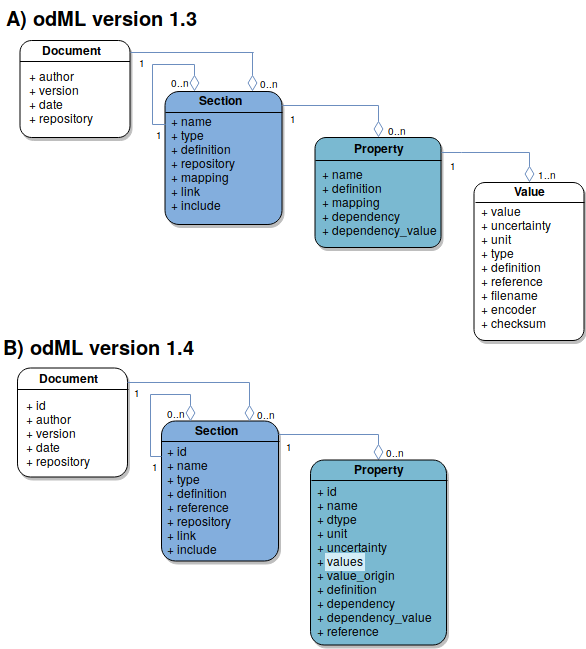 A) odML version 1.3
Document
+ author
+ version
+ date
+ repository
1
0..n
0..n
1
Section
+ name
+ type
+ definition
+ repository
+ mapping
+ link
+ include
1
0..n
Property
+ name
+ definition
+ mapping
+ dependency
+ dependency_value
1
1..n
Value
+ value
+ uncertainty
+ unit
+ type
+ definition
+ reference
+ filename
+ encoder
+ checksum
B) odML version 1.4
Document
+ id
+ author
+ version
+ date
+ repository
1
0..n
0..n
1
Section
+ id
+ name
+ type
+ definition
+ reference
+ repository
+ link
+ include
1
0..n
Property
+ id
+ name
+ dtype
+ unit
+ uncertainty
+ values
+ value_origin
+ definition
+ dependency
+ dependency_value
+ reference